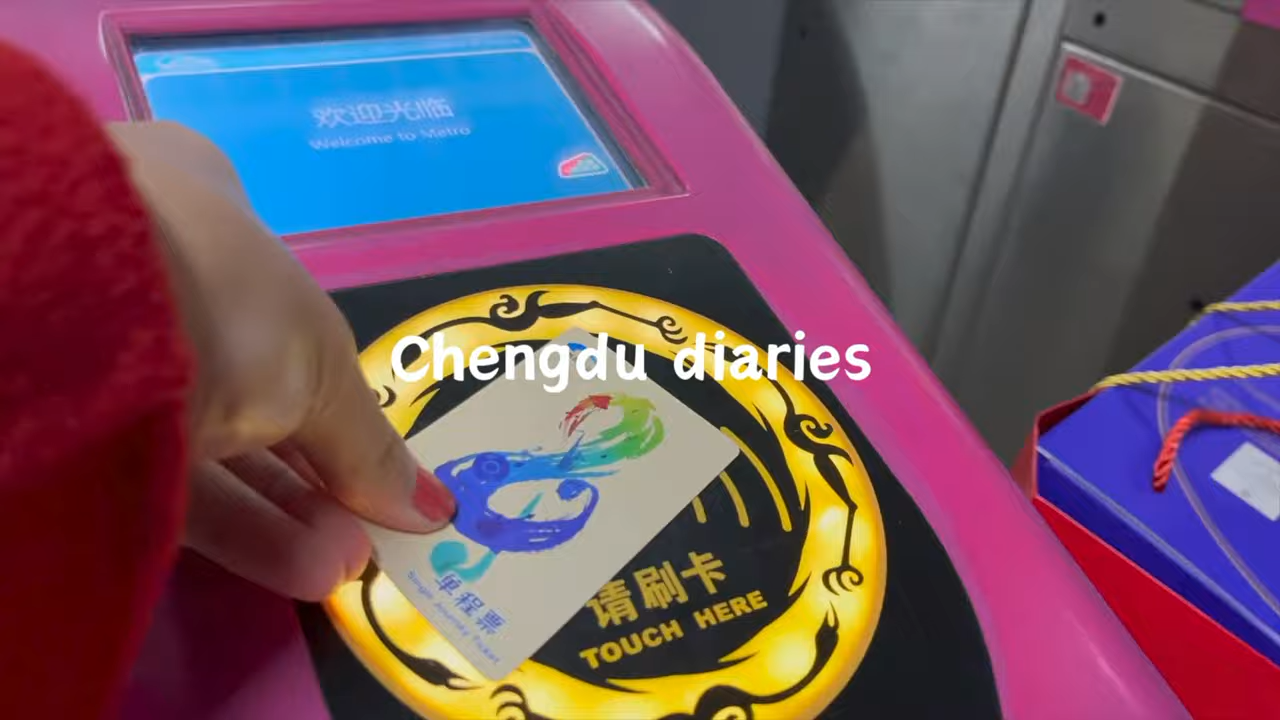 欢迎光临
Welcome to Metro
Chengdu diaries
单程票
Single Journey Ticket
请刷卡
TOUCH HERE